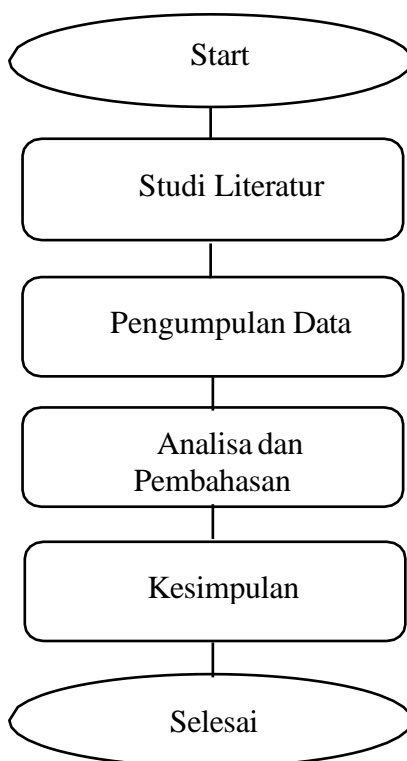 Start
Studi Literatur
Pengumpulan Data
Analisa dan
Pembahasan
Kesimpulan
Selesai